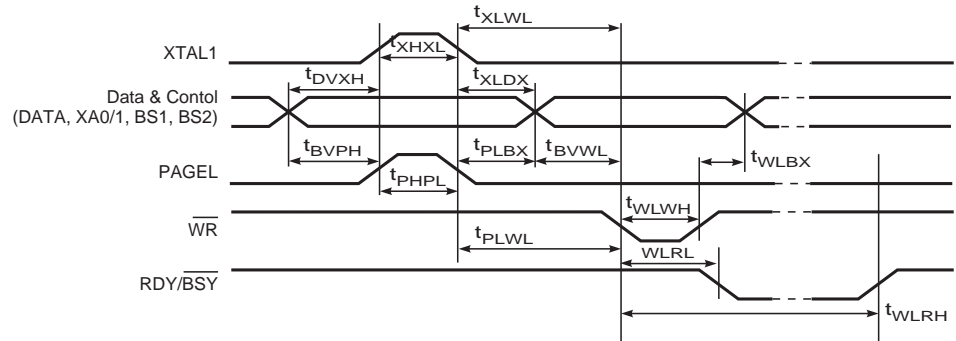 tXLWL
XTAL1
tXHXL
tDVXH
tXLDX
Data & Contol
(DATA, XA0/1, BS1, BS2)
tBVPH
tPLBX
tBVWL
tWLBX
PAGEL
tPHPL
tWLWH
WR
tPLWL
WLRL
RDY/BSY
tWLRH